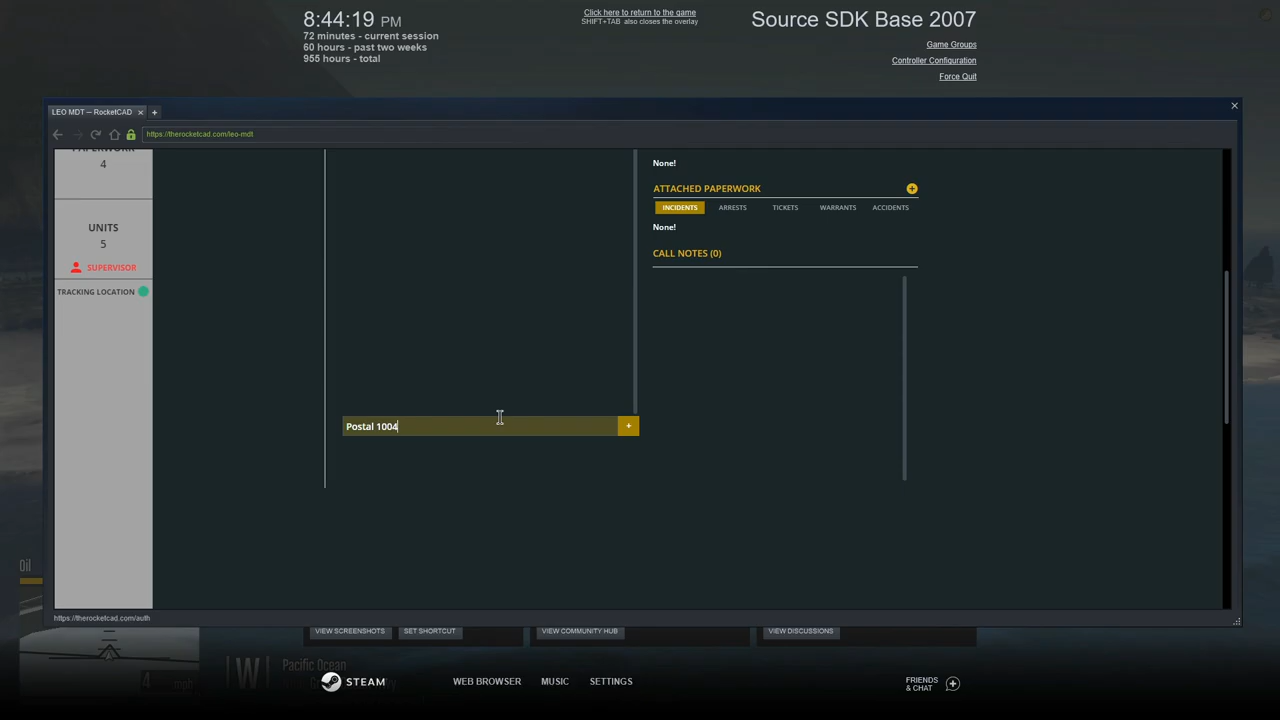 8:44:19 PM
72 minutes - current session
60 hours - past two weeks
955 hours - total
Click here to return to the game
SHIFT+TAB also closes the overlay
Source SDK Base 2007
Game Groups
Controller Configuration
Force Quit
LEO MDT — RocketCAD
https://therocketcad.com/leo-mdt
PAPERWORK
4
UNITS
5
SUPERVISOR
TRACKING LOCATION
None!
ATTACHED PAPERWORK
INCIDENTS ARRESTS TICKETS WARRANTS ACCIDENTS
None!
CALL NOTES (0)
Postal 1004
+
https://therocketcad.com/auth
Oil
VIEW SCREENSHOTS SET SHORTCUT VIEW COMMUNITY HUB VIEW DISCUSSIONS
4 mph
W
Pacific Ocean
STEAM
WEB BROWSER MUSIC SETTINGS
FRIENDS
& CHAT